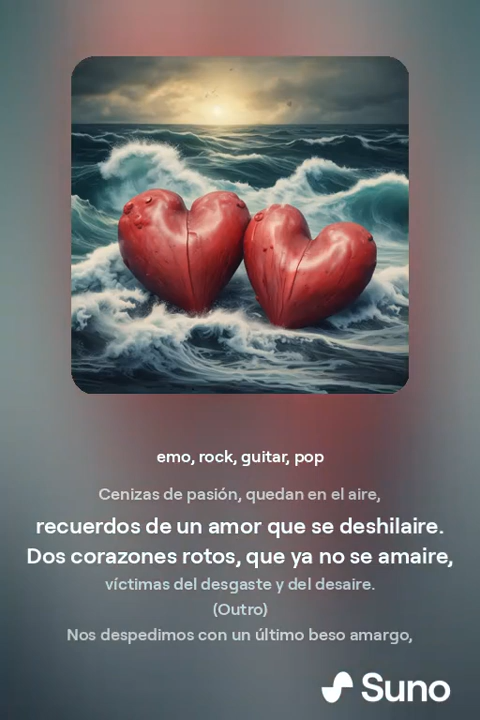 emo, rock, guitar, pop
Cenizas de pasión, quedan en el aire,
recuerdos de un amor que se deshilaire.
Dos corazones rotos, que ya no se amaire,
víctimas del desgaste y del desaire.
(Outro)
Nos despedimos con un último beso amargo,
Suno